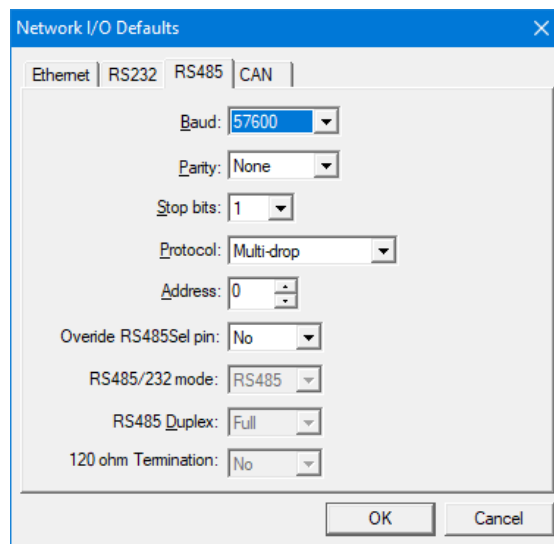 Network I/O Defaults
Ethernet RS232 RS485 CAN
Baud: 57600
Parity: None
Stop bits: 1
Protocol: Multi-drop
Address: 0
Overide RS485Sel pin: No
RS485/232 mode: RS485
RS485 Duplex: Full
120 ohm Termination: No
OK Cancel